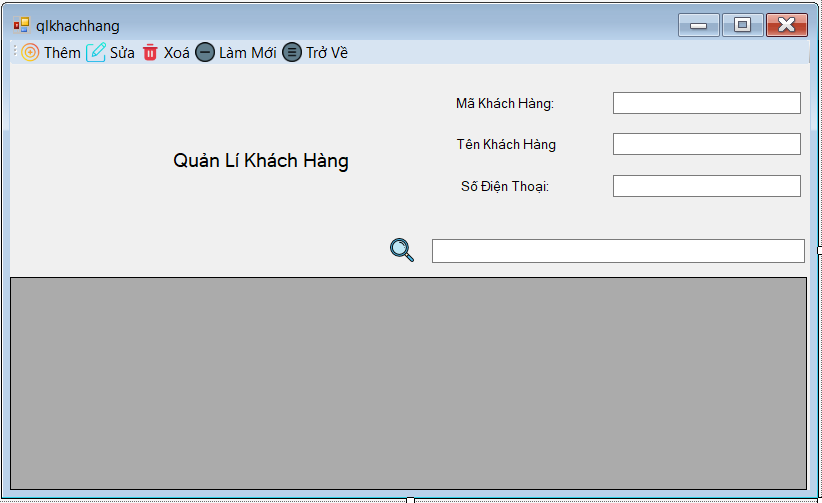 qlkhachhang
Thêm Sửa Xoá Làm Mới Trở Về
Mã Khách Hàng:
Tên Khách Hàng
Quản Lí Khách Hàng
Số Điện Thoại: